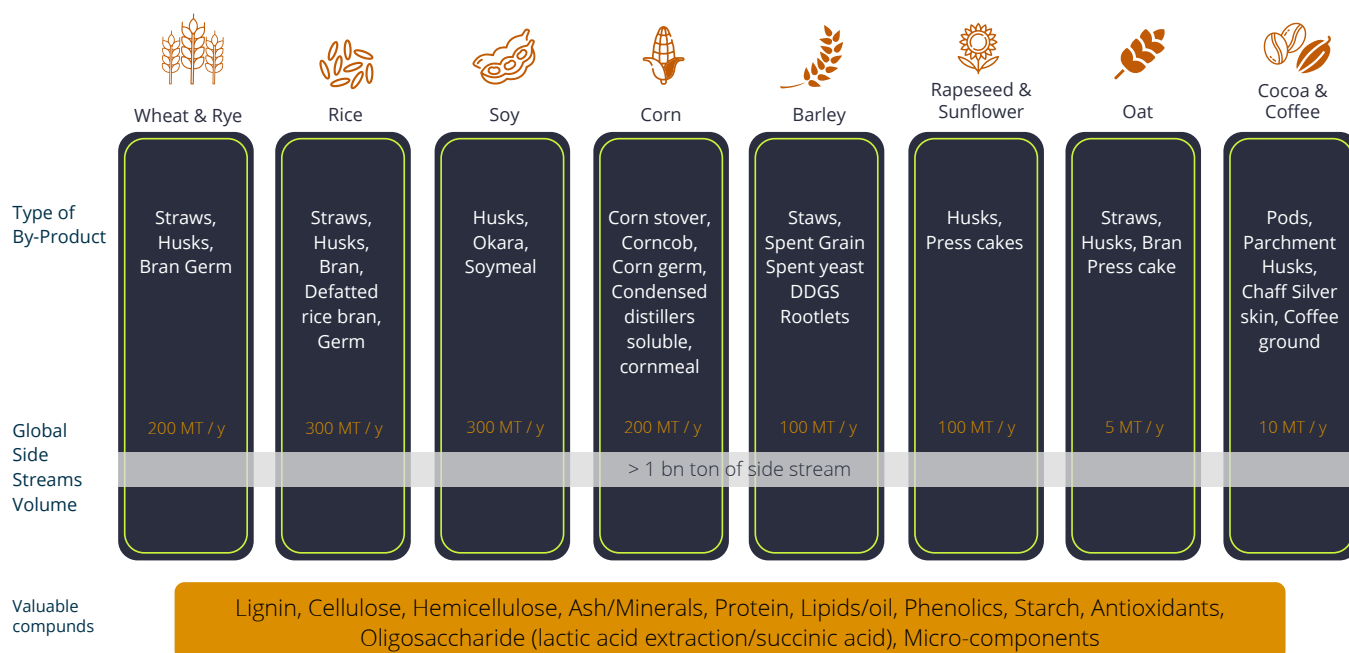 Wheat & Rye
Rice
Soy
Corn
Barley
Rapeseed &
Sunflower
Oat
Cocoa &
Coffee
Type of
By-Product
Straws,
Husks,
Bran Germ
Straws,
Husks,
Bran,
Defatted
rice bran,
Germ
Husks,
Okara,
Soymeal
Corn stover,
Corncob,
Corn germ,
Condensed
distillers
soluble,
cornmeal
Staws,
Spent Grain
Spent yeast
DDGS
Rootlets
Husks,
Press cakes
Straws,
Husks, Bran
Press cake
Pods,
Parchment
Husks,
Chaff Silver
skin, Coffee
ground
Global
Side
Streams
Volume
200 MT / y
300 MT / y
300 MT / y
200 MT / y
100 MT / y
100 MT / y
5 MT / y
10 MT / y
> 1 bn ton of side stream
Valuable
compunds
Lignin, Cellulose, Hemicellulose, Ash/Minerals, Protein, Lipids/oil, Phenolics, Starch, Antioxidants,
Oligosaccharide (lactic acid extraction/succinic acid), Micro-components